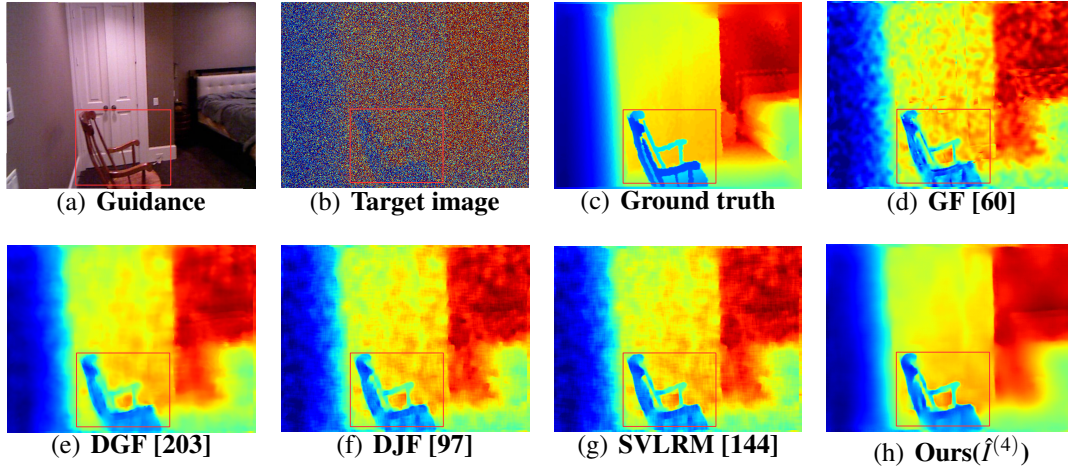 (a) Guidance
(b) Target image
(c) Ground truth
(d) GF [60]
(e) DGF [203]
(f) DJF [97]
(g) SVLRM [144]
(h) Ours(Î⁽⁴⁾)